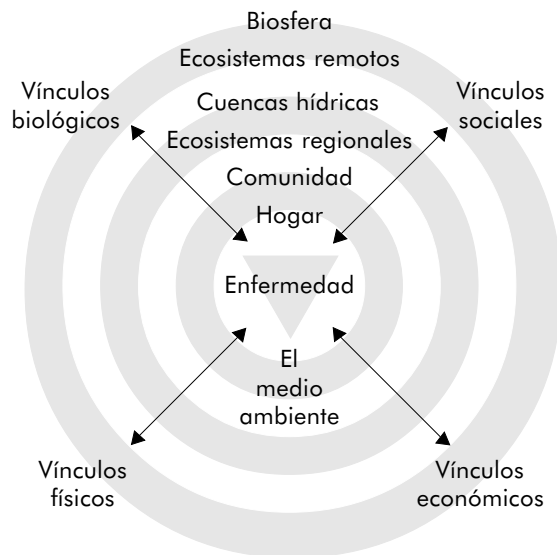 Biosfera
Ecosistemas remotos
Vínculos
biológicos
Cuencas hídricas
Vínculos
sociales
Ecosistemas regionales
Comunidad
Hogar
Enfermedad
El
medio
ambiente
Vínculos
físicos
Vínculos
económicos